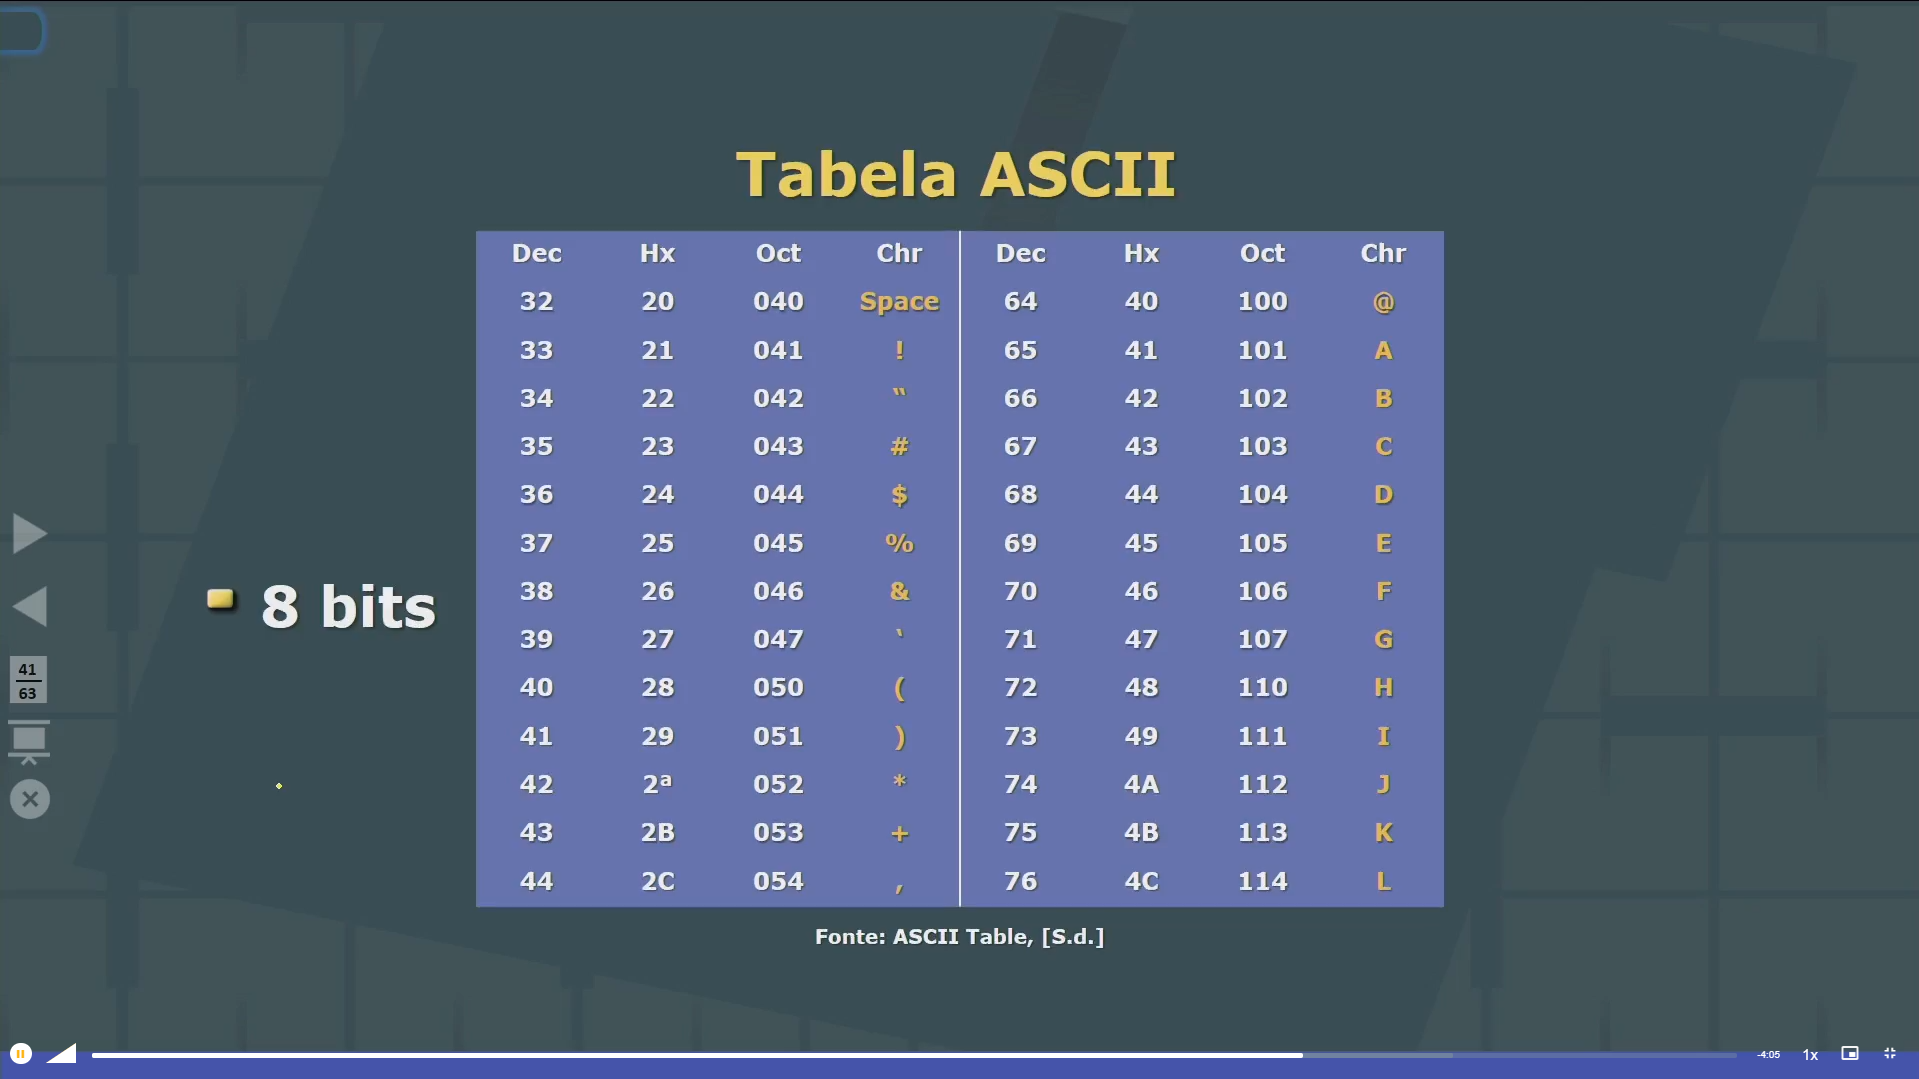 Tabela ASCII
Dec Hx Oct Chr Dec Hx Oct Chr
32 20 040 Space 64 40 100 @
33 21 041 ! 65 41 101 A
34 22 042 “ 66 42 102 B
35 23 043 # 67 43 103 C
36 24 044 $ 68 44 104 D
37 25 045 % 69 45 105 E
38 26 046 & 70 46 106 F
8 bits
39 27 047 ‘ 71 47 107 G
40 28 050 ( 72 48 110 H
41 29 051 ) 73 49 111 I
42 2ª 052 * 74 4A 112 J
43 2B 053 + 75 4B 113 K
44 2C 054 , 76 4C 114 L
Fonte: ASCII Table, [S.d.]
41
63
-4:05 1x